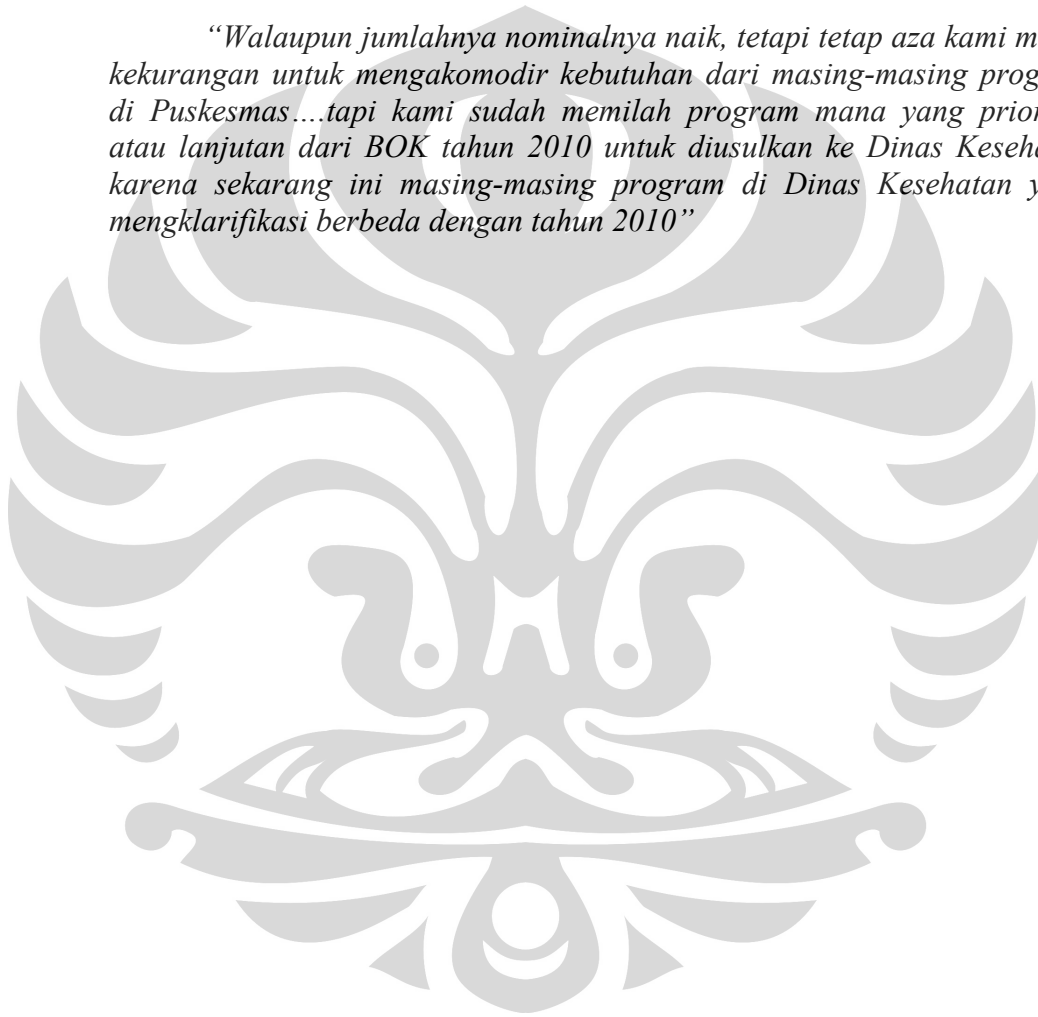 “Walaupun jumlahnya nominalnya naik, tetapi tetap aza kami m
kekurangan untuk mengakomodir kebutuhan dari masing-masing prog
di Puskesmas….tapi kami sudah memilah program mana yang prior
atau lanjutan dari BOK tahun 2010 untuk diusulkan ke Dinas Keseha
karena sekarang ini masing-masing program di Dinas Kesehatan y
mengklarifikasi berbeda dengan tahun 2010”